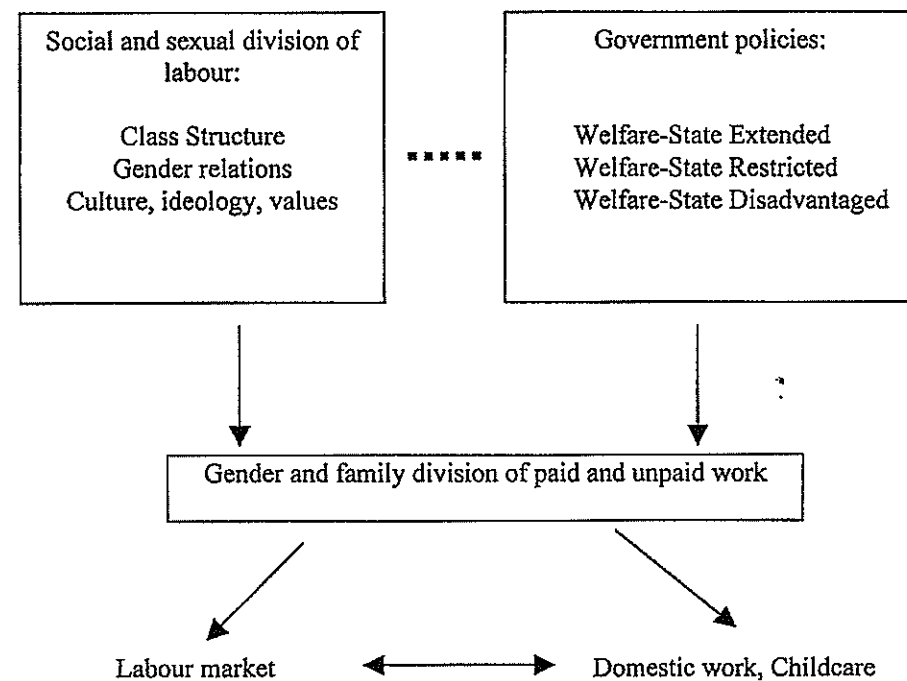 Social and sexual division of
labour:
Class Structure
Gender relations
Culture, ideology, values
Government policies:
Welfare-State Extended
Welfare-State Restricted
Welfare-State Disadvantaged
Gender and family division of paid and unpaid work
Labour market
Domestic work, Childcare